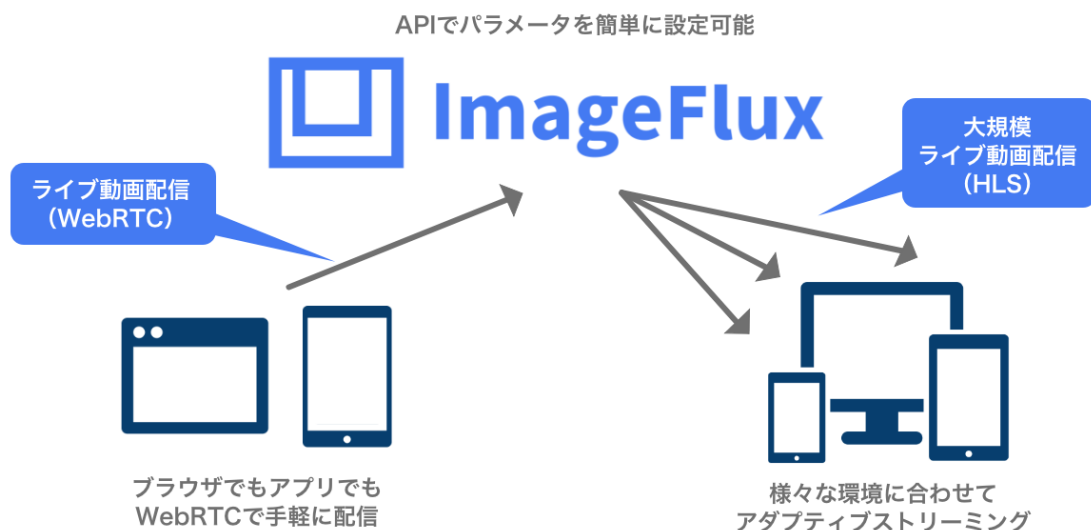 APIでパラメータを簡単に設定可能
ImageFlux
大規模
ライブ動画配信
（HLS）
ライブ動画配信
（WebRTC）
ブラウザでもアプリでも
WebRTCで手軽に配信
様々な環境に合わせて
アダプティブストリーミング